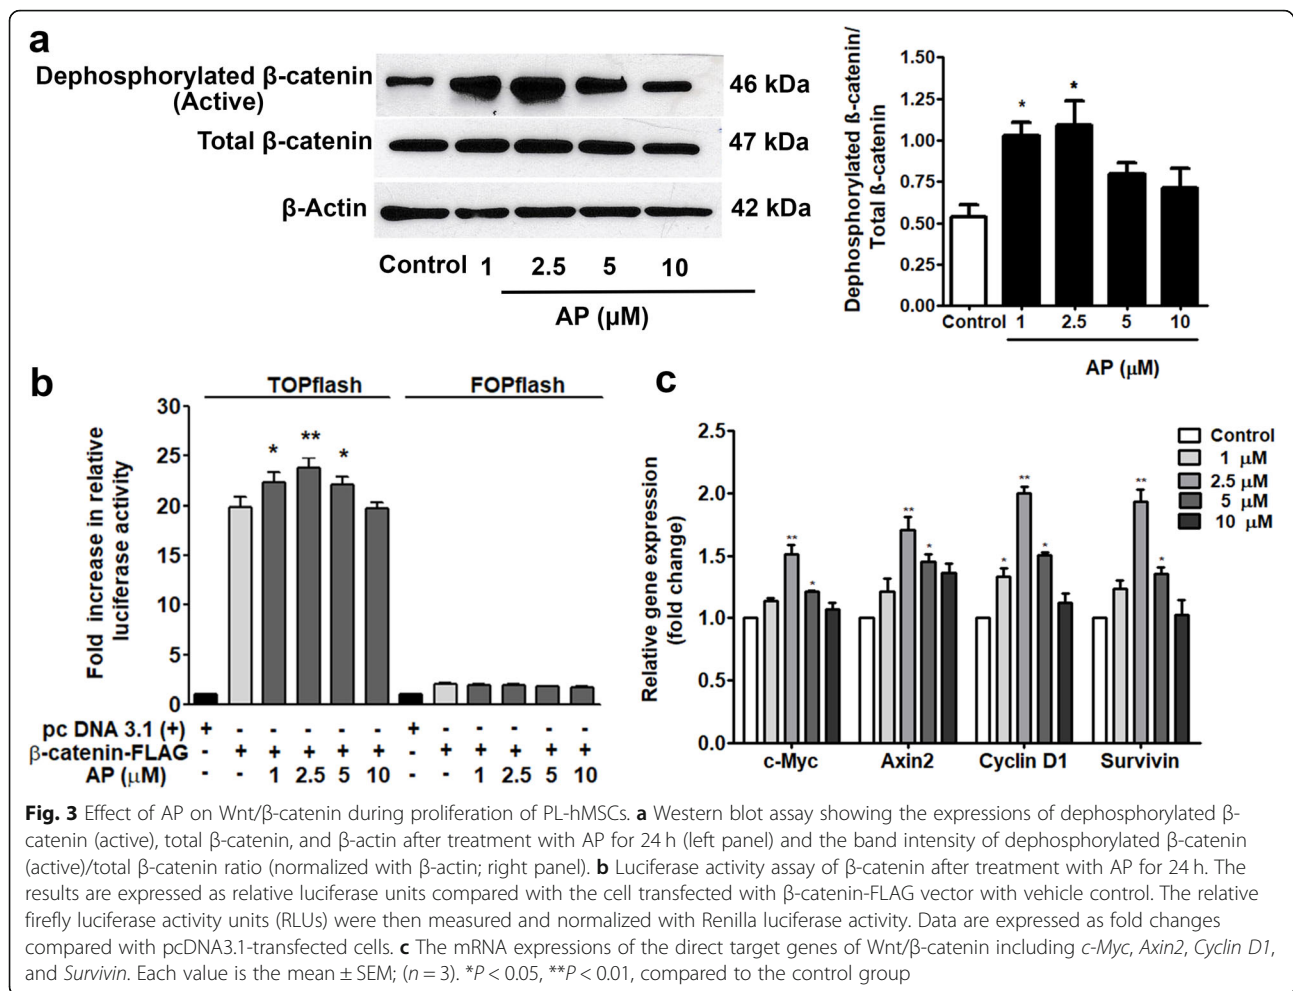 a
Dephosphorylated β-catenin
(Active)
46 kDa
Total β-catenin
47 kDa
β-Actin
42 kDa
Control 1 2.5 5 10
AP (μM)
Dephosphorylated ß-catenin/
Total ß-catenin
1.50
1.25
1.00
0.75
0.50
0.25
0.00
* *
Control 1 2.5 5 10
AP (μM)
b
TOPflash FOPflash
Fold increase in relative
luciferase activity
30
25
20
15
10
5
0
* ** *
pc DNA 3.1 (+) + - - - - - + - - - - -
β-catenin-FLAG - + + + + + - + + + + +
AP (μM) - - 1 2.5 5 10 - - 1 2.5 5 10
c
Relative gene expression
(fold change)
2.5
2.0
1.5
1.0
0.5
0.0
** * ** * * ** * ** *
c-Myc Axin2 Cyclin D1 Survivin
Control
1 μM
2.5 μM
5 μM
10 μM
Fig. 3 Effect of AP on Wnt/β-catenin during proliferation of PL-hMSCs. a Western blot assay showing the expressions of dephosphorylated β-
catenin (active), total β-catenin, and β-actin after treatment with AP for 24 h (left panel) and the band intensity of dephosphorylated β-catenin
(active)/total β-catenin ratio (normalized with β-actin; right panel). b Luciferase activity assay of β-catenin after treatment with AP for 24 h. The
results are expressed as relative luciferase units compared with the cell transfected with β-catenin-FLAG vector with vehicle control. The relative
firefly luciferase activity units (RLUs) were then measured and normalized with Renilla luciferase activity. Data are expressed as fold changes
compared with pcDNA3.1-transfected cells. c The mRNA expressions of the direct target genes of Wnt/β-catenin including c-Myc, Axin2, Cyclin D1,
and Survivin. Each value is the mean ± SEM; (n = 3). *P < 0.05, **P < 0.01, compared to the control group